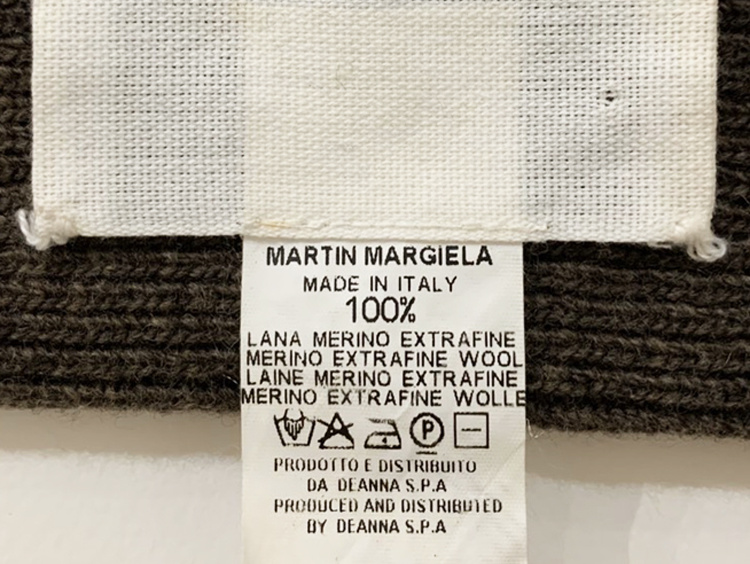 MARTIN MARGIELA
MADE IN ITALY
100%
LANA MERINO EXTRAFINE
MERINO EXTRAFINE WOOL
LAINE MERINO EXTRAFINE
MERINO EXTRAFINE WOLLE
P
PRODOTTO E DISTRIBUITO
DA DEANNA S.P.A
PRODUCED AND DISTRIBUTED
BY DEANNA S.P.A